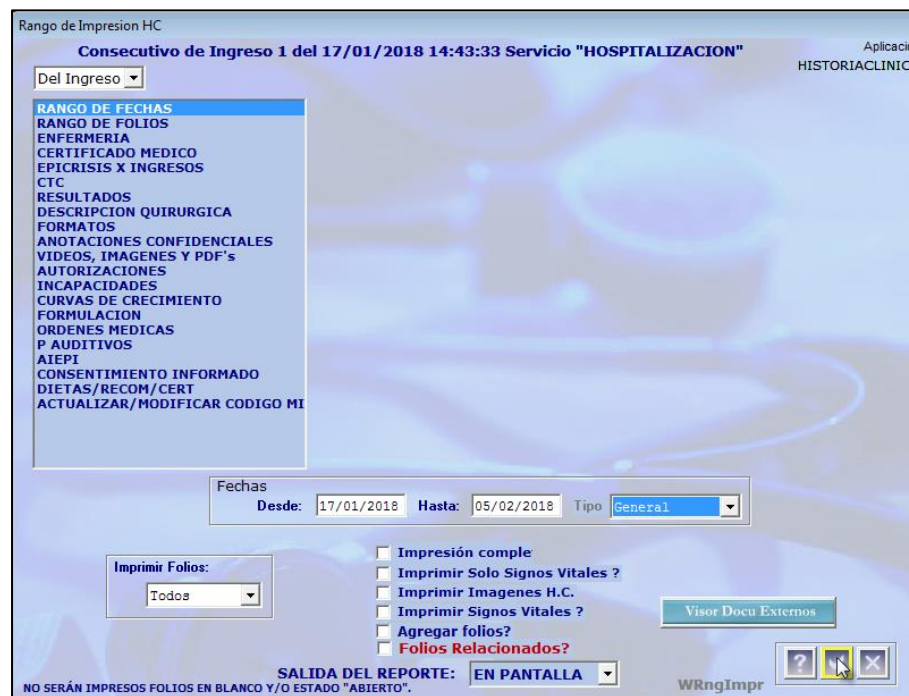 Rango de Impresion HC
Consecutivo de Ingreso 1 del 17/01/2018 14:43:33 Servicio "HOSPITALIZACION"
Aplicació
HISTORIACLINIC
Del Ingreso
RANGO DE FECHAS
RANGO DE FOLIOS
ENFERMERIA
CERTIFICADO MEDICO
EPICRISIS X INGRESOS
CTC
RESULTADOS
DESCRIPCION QUIRURGICA
FORMATOS
ANOTACIONES CONFIDENCIALES
VIDEOS, IMAGENES Y PDF's
AUTORIZACIONES
INCAPACIDADES
CURVAS DE CRECIMIENTO
FORMULACION
ORDENES MEDICAS
P AUDITIVOS
AIEPI
CONSENTIMIENTO INFORMADO
DIETAS/RECOM/CERT
ACTUALIZAR/MODIFICAR CODIGO MI
Fechas
Desde: 17/01/2018 Hasta: 05/02/2018 Tipo General
Imprimir Folios:
Todos
Impresión comple
Imprimir Solo Signos Vitales ?
Imprimir Imagenes H.C.
Imprimir Signos Vitales ?
Agregar folios?
Folios Relacionados?
Visor Docu Externos
SALIDA DEL REPORTE: EN PANTALLA
NO SERÁN IMPRESOS FOLIOS EN BLANCO Y/O ESTADO "ABIERTO".
WRngImpr
?